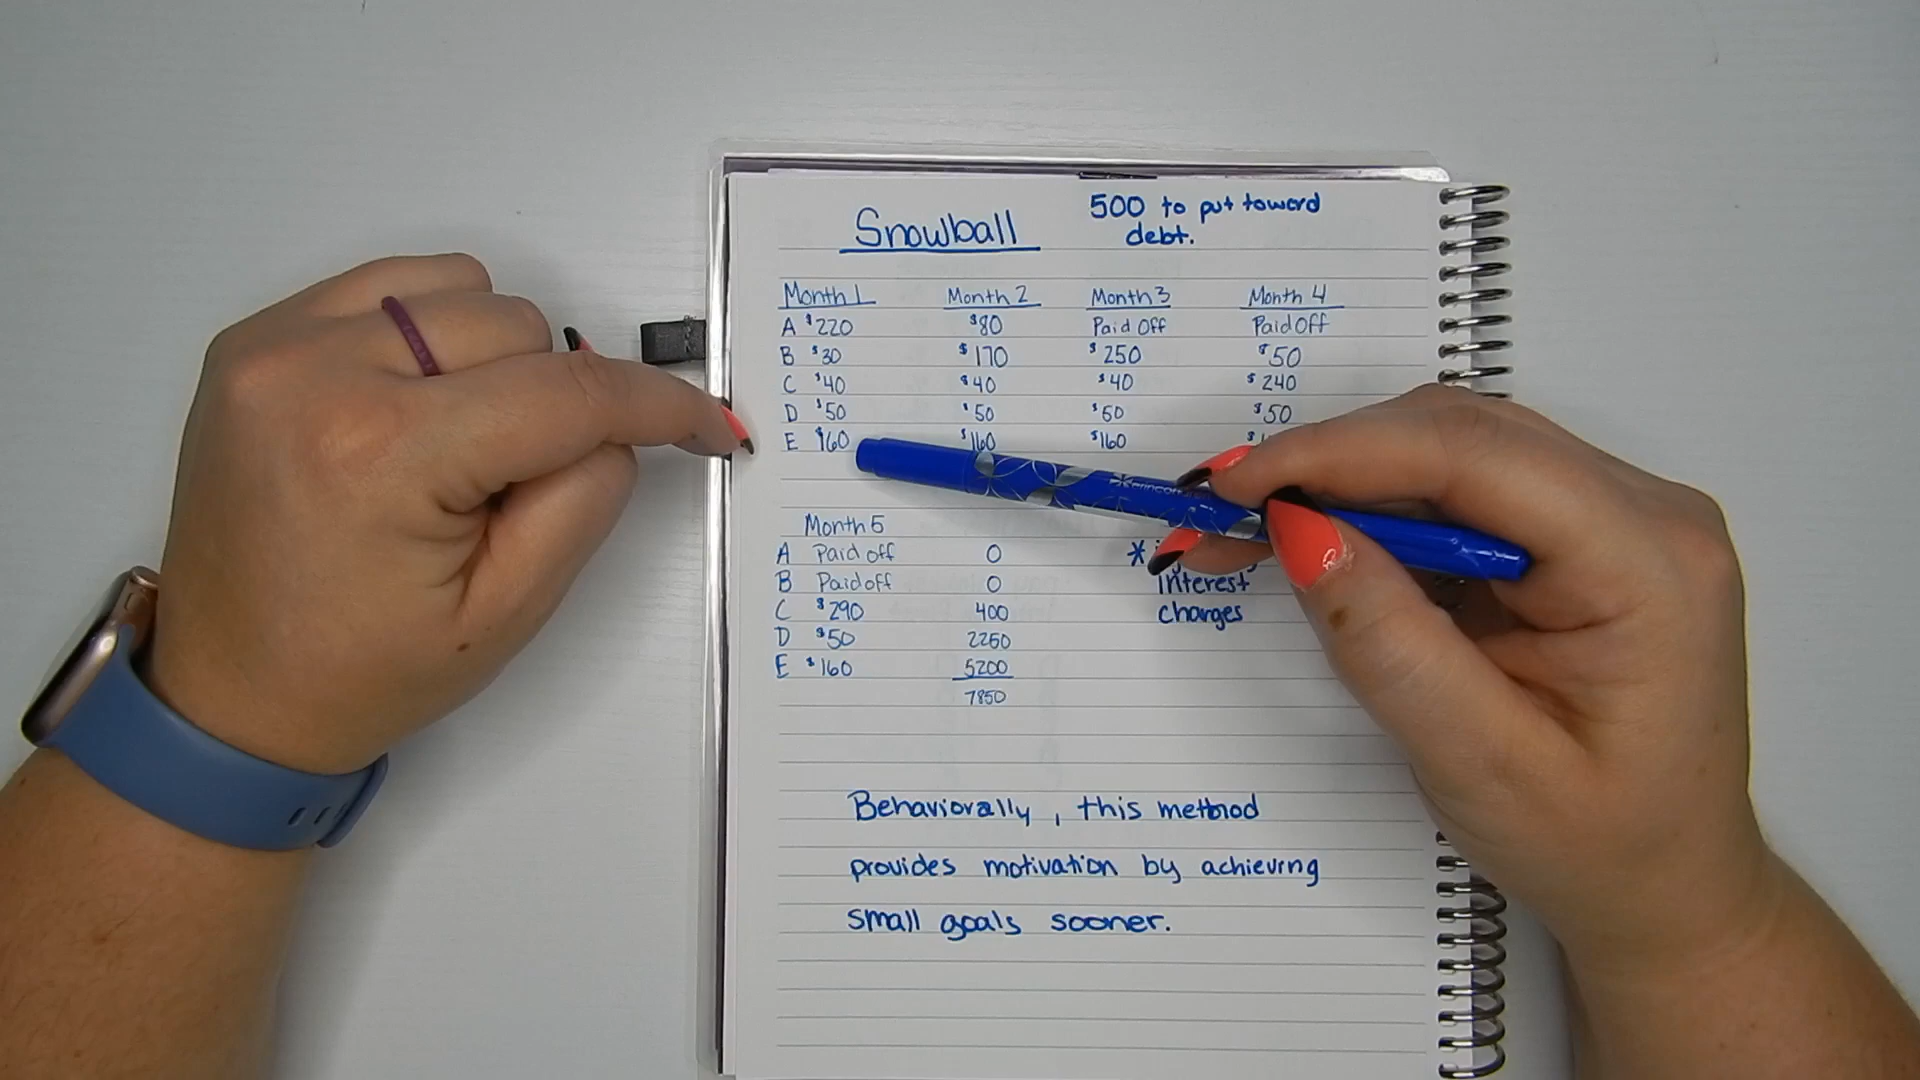 Snowball
500 to put toward
debt.
Month 1 Month 2 Month 3 Month 4
A $220 $80 Paid Off Paid Off
B $30 $170 $250 $50
C $40 $40 $40 $240
D $50 $50 $50 $50
E $160 $160 $160 $
Month 5
A Paid off 0
B Paid off 0 interest
C $290 400 charges
D $50 2250
E $160 5200
7850
Behaviorally, this method
provides motivation by achieving
small goals sooner.